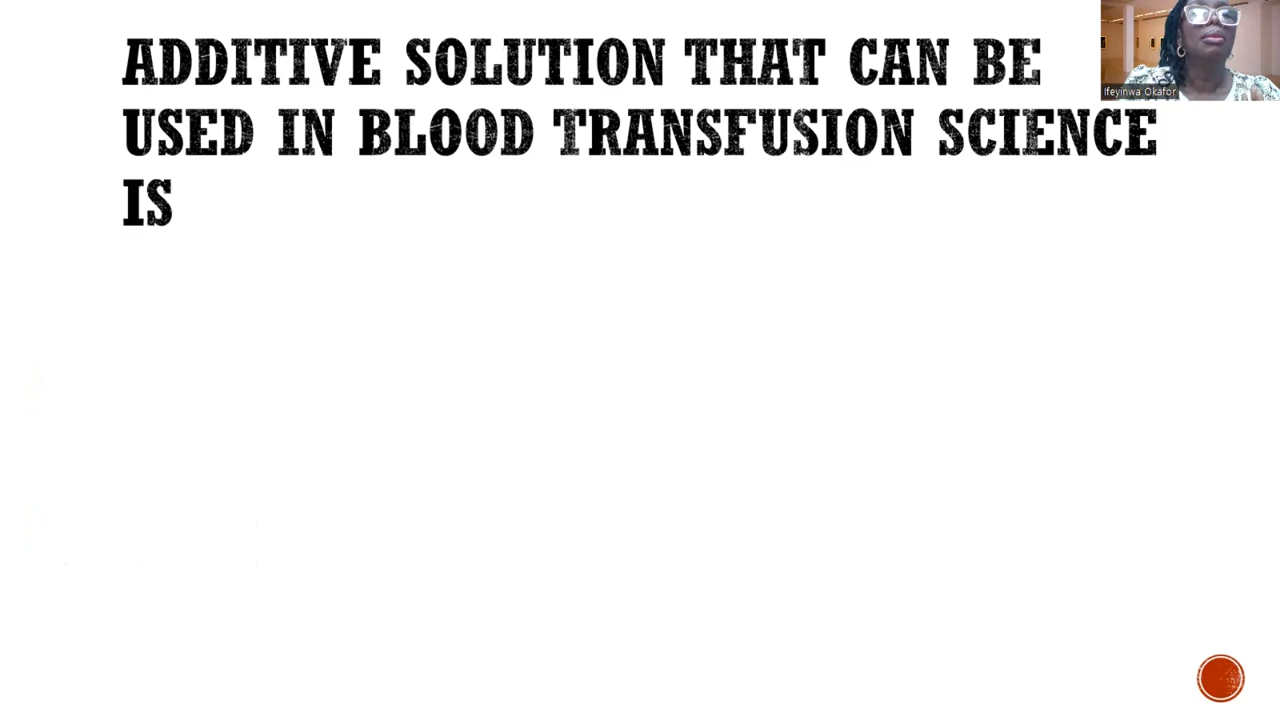 ADDITIVE SOLUTION THAT CAN BE
USED IN BLOOD TRANSFUSION SCIENCE
IS
Ifeyinwa Okafor